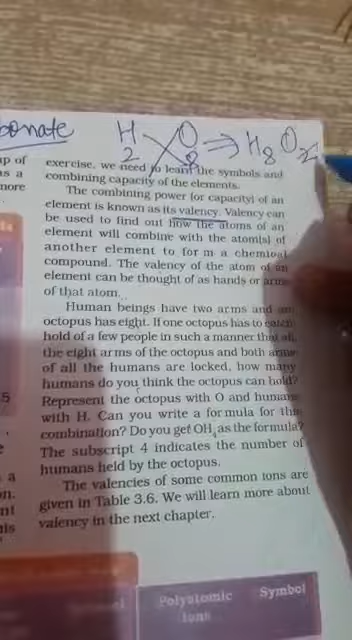 bonate H O ⇒ H8 O2
2 8
up of exercise, we need to learn the symbols and
as a combining capacity of the elements.
more The combining power (or capacity) of an
element is known as its valency. Valency can
be used to find out how the atoms of an
element will combine with the atom(s) of
another element to form a chemical
compound. The valency of the atom of an
element can be thought of as hands or arms
of that atom.
Human beings have two arms and an
octopus has eight. If one octopus has to catch
hold of a few people in such a manner that all
the eight arms of the octopus and both arms
of all the humans are locked, how many
5 humans do you think the octopus can hold?
Represent the octopus with O and humans
with H. Can you write a formula for this
combination? Do you get OH4 as the formula?
The subscript 4 indicates the number of
a humans held by the octopus.
on. The valencies of some common ions are
nt given in Table 3.6. We will learn more about
his valency in the next chapter.
Polyatomic Symbol
ions